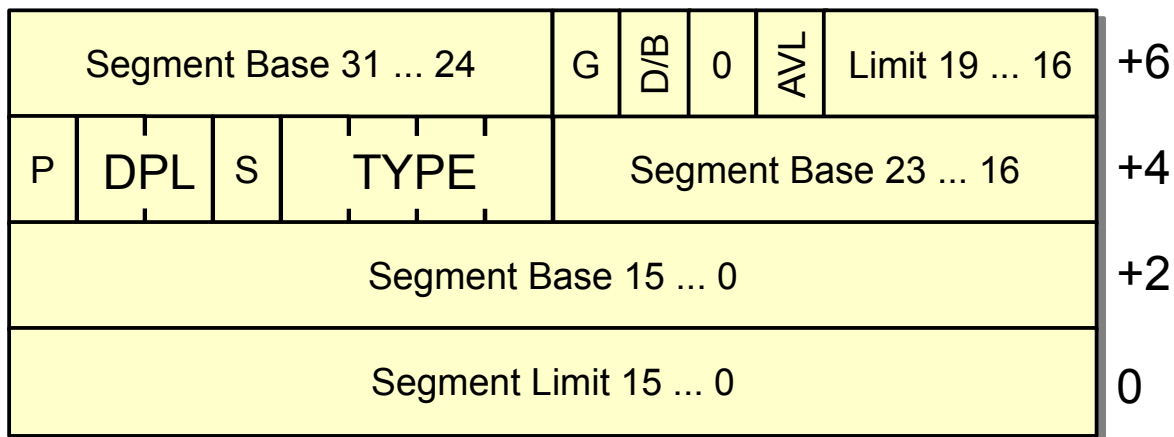 Segment Base 31 ... 24 G D/B 0 AVL Limit 19 ... 16 +6
P DPL S TYPE Segment Base 23 ... 16 +4
Segment Base 15 ... 0 +2
Segment Limit 15 ... 0 0